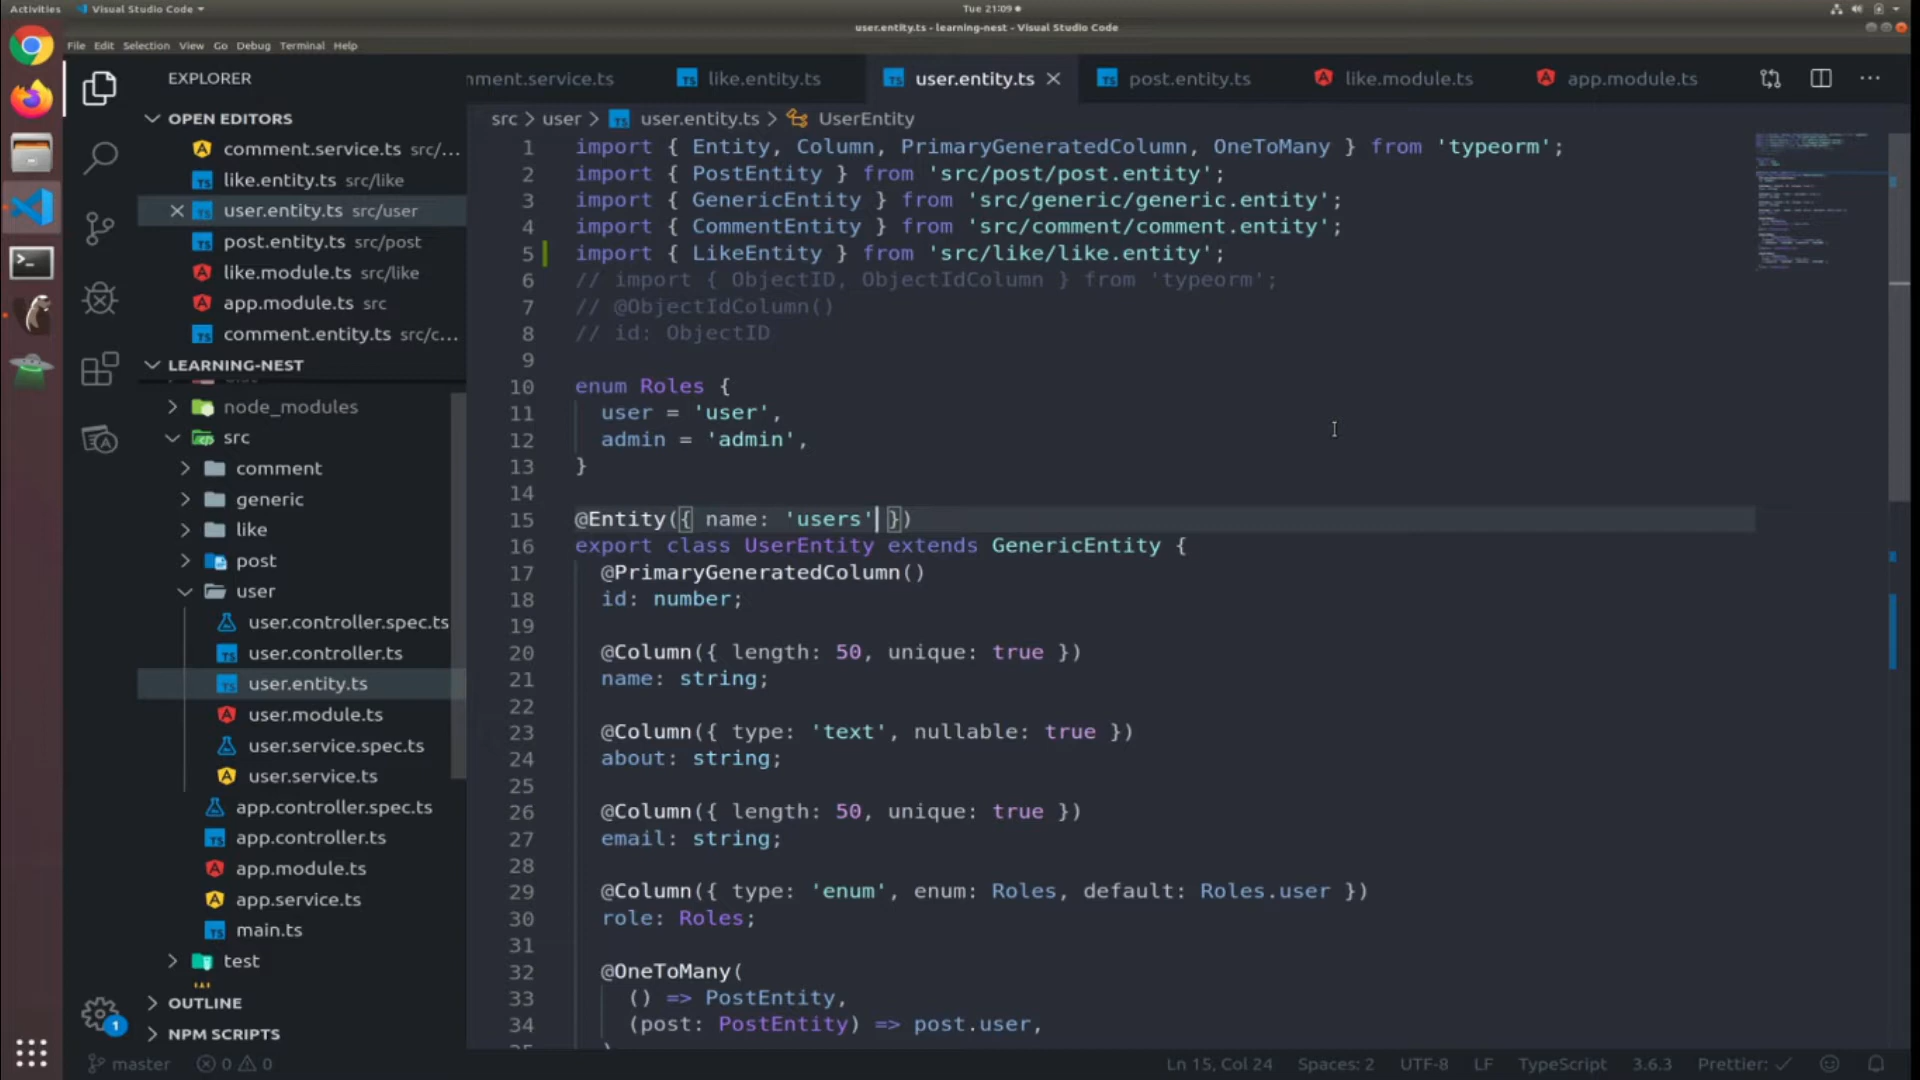 Activities
Visual Studio Code
Tue 21:09
user.entity.ts - learning-nest - Visual Studio Code
File Edit Selection View Go Debug Terminal Help
EXPLORER
OPEN EDITORS
comment.service.ts src/...
like.entity.ts src/like
user.entity.ts src/user
post.entity.ts src/post
like.module.ts src/like
app.module.ts src
comment.entity.ts src/c...
LEARNING-NEST
node_modules
src
comment
generic
like
post
user
user.controller.spec.ts
user.controller.ts
user.entity.ts
user.module.ts
user.service.spec.ts
user.service.ts
app.controller.spec.ts
app.controller.ts
app.module.ts
app.service.ts
main.ts
test
OUTLINE
NPM SCRIPTS
1
nment.service.ts like.entity.ts user.entity.ts post.entity.ts like.module.ts app.module.ts
src > user > user.entity.ts > UserEntity
1 import { Entity, Column, PrimaryGeneratedColumn, OneToMany } from 'typeorm';
2 import { PostEntity } from 'src/post/post.entity';
3 import { GenericEntity } from 'src/generic/generic.entity';
4 import { CommentEntity } from 'src/comment/comment.entity';
5 import { LikeEntity } from 'src/like/like.entity';
6 // import { ObjectID, ObjectIdColumn } from 'typeorm';
7 // @ObjectIdColumn()
8 // id: ObjectID
9
10 enum Roles {
11 user = 'user',
12 admin = 'admin',
13 }
14
15 @Entity({ name: 'users' })
16 export class UserEntity extends GenericEntity {
17 @PrimaryGeneratedColumn()
18 id: number;
19
20 @Column({ length: 50, unique: true })
21 name: string;
22
23 @Column({ type: 'text', nullable: true })
24 about: string;
25
26 @Column({ length: 50, unique: true })
27 email: string;
28
29 @Column({ type: 'enum', enum: Roles, default: Roles.user })
30 role: Roles;
31
32 @OneToMany(
33 () => PostEntity,
34 (post: PostEntity) => post.user,
master 0 0
Ln 15, Col 24 Spaces: 2 UTF-8 LF TypeScript 3.6.3 Prettier: ✓